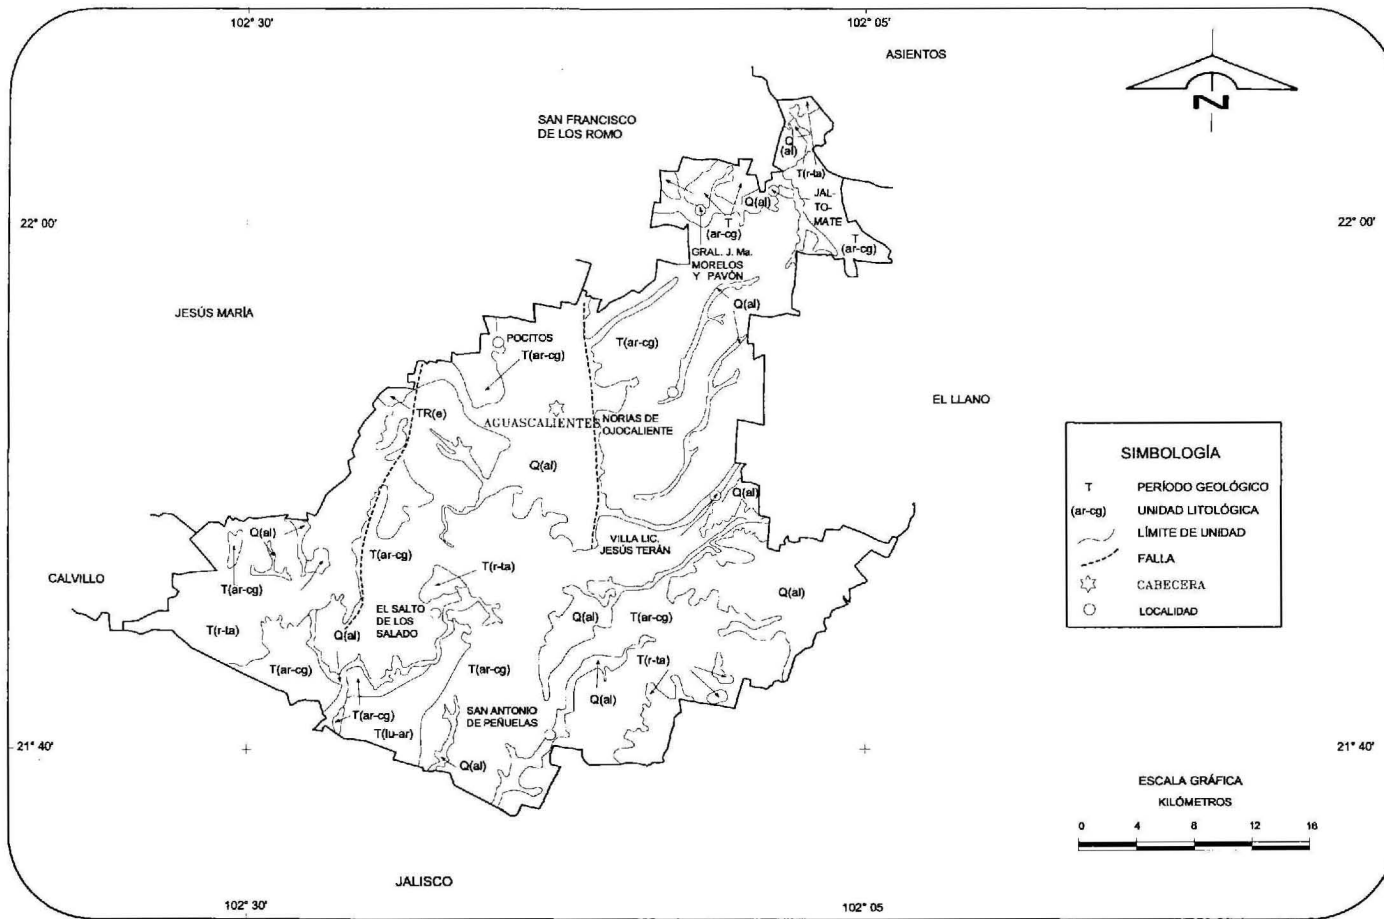 102° 30'
102° 05'
ASIENTOS
N
SAN FRANCISCO
DE LOS ROMO
Q
(al)
T(r-ta)
JAL-
TO-
MATE
Q(al)
T
(ar-cg)
T
(ar-cg)
22° 00'
22° 00'
GRAL. J. Ma.
MORELOS
Y PAVÓN
Q(al)
JESÚS MARÍA
POCITOS
T(ar-cg)
T(ar-cg)
EL LLANO
TR(e)
AGUASCALIENTES
NORIAS DE
OJOCALIENTE
Q(al)
Q(al)
SIMBOLOGÍA
T PERÍODO GEOLÓGICO
(ar-cg) UNIDAD LITOLÓGICA
LÍMITE DE UNIDAD
FALLA
CABECERA
LOCALIDAD
Q(al)
VILLA LIC.
JESÚS TERÁN
T(ar-cg)
T(r-ta)
CALVILLO
T(ar-cg)
Q(al)
EL SALTO
DE LOS
SALADO
Q(al)
T(ar-cg)
T(r-ta)
Q(al)
T(ar-cg)
T(ar-cg)
T(r-ta)
Q(al)
SAN ANTONIO
DE PEÑUELAS
T(ar-cg)
T(lu-ar)
Q(al)
21° 40'
21° 40'
ESCALA GRÁFICA
KILÓMETROS
0 4 8 12 16
JALISCO
102° 30'
102° 05